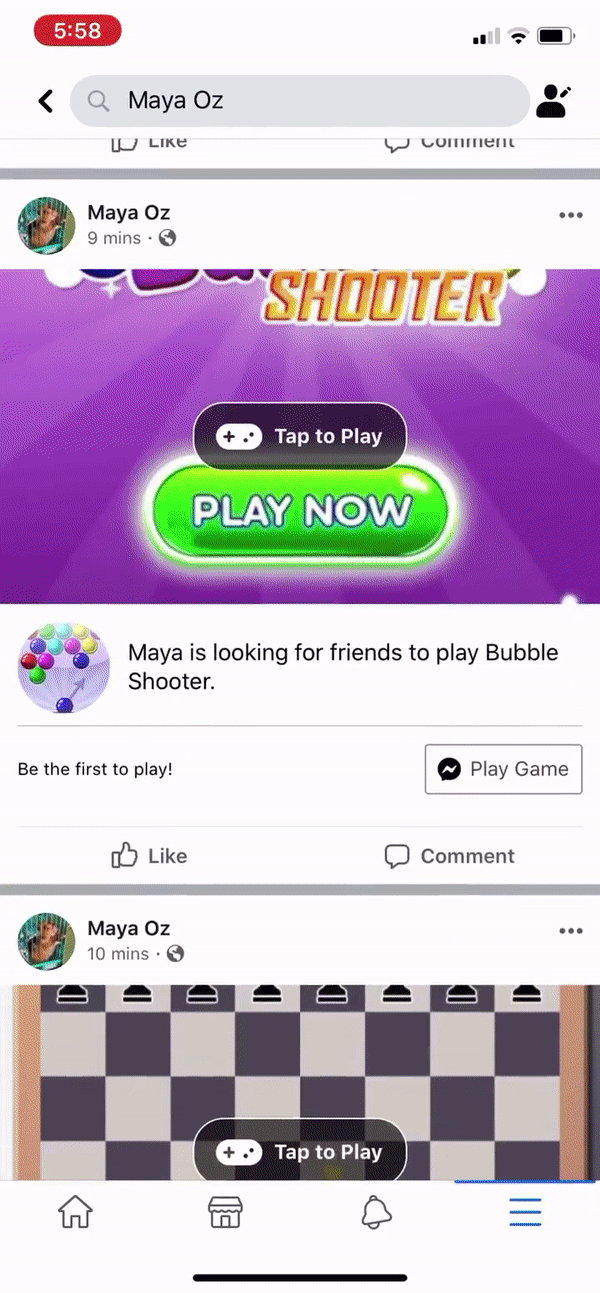 5:58
Maya Oz
Like Comment
Maya Oz
9 mins ·
SHOOTER
Tap to Play
PLAY NOW
Maya is looking for friends to play Bubble
Shooter.
Be the first to play!
Play Game
Like Comment
Maya Oz
10 mins ·
Tap to Play